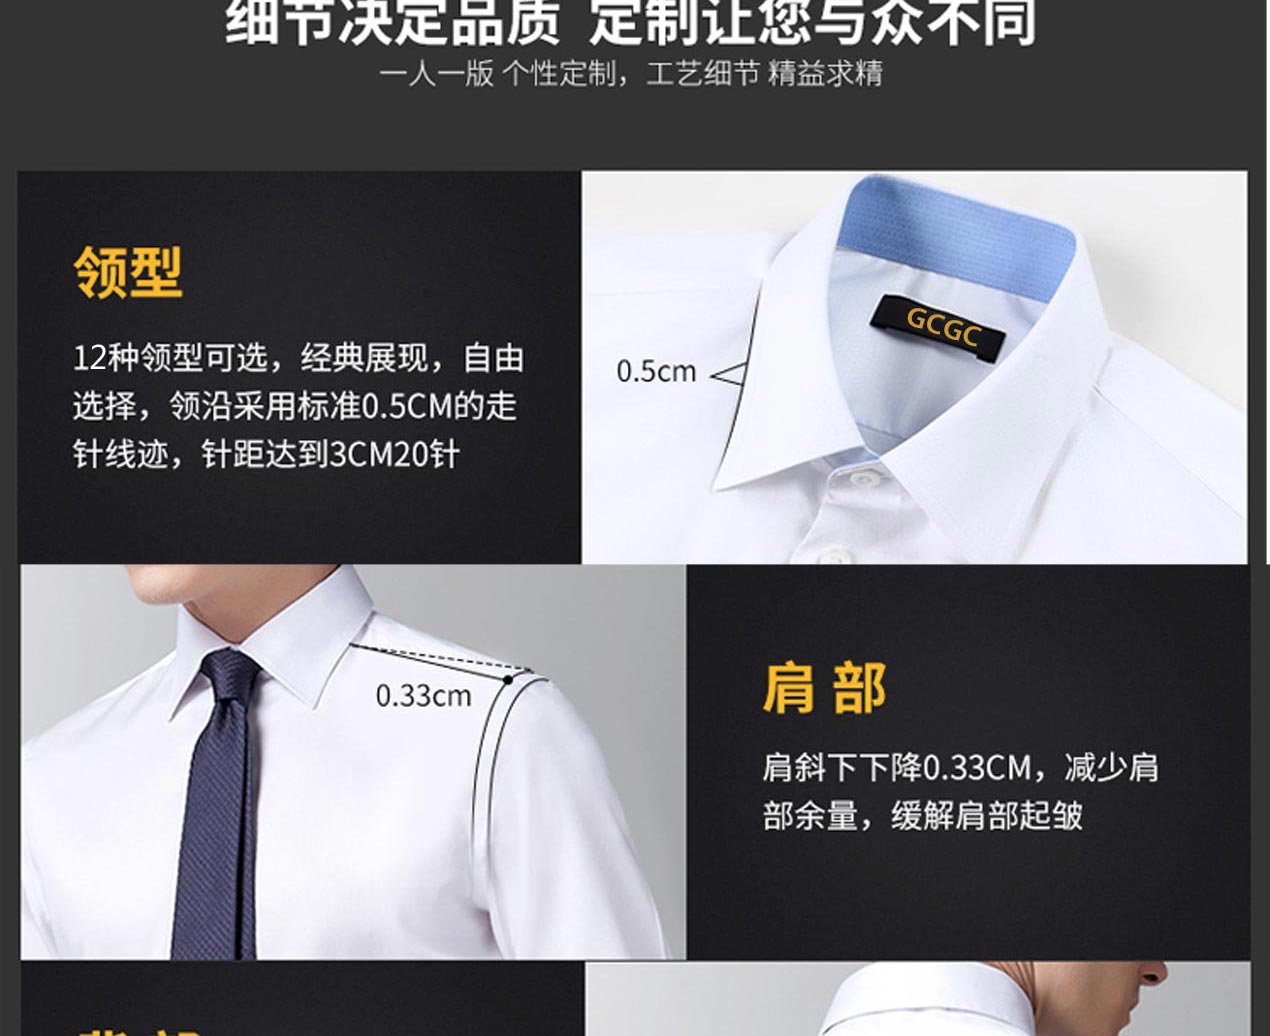 细节决定品质 定制让您与众不同
一人一版 个性定制，工艺细节 精益求精
领型
12种领型可选，经典展现，自由
选择，领沿采用标准0.5CM的走
针线迹，针距达到3CM20针
0.5cm
GCGC
0.33cm
肩 部
肩斜下下降0.33CM，减少肩
部余量，缓解肩部起皱